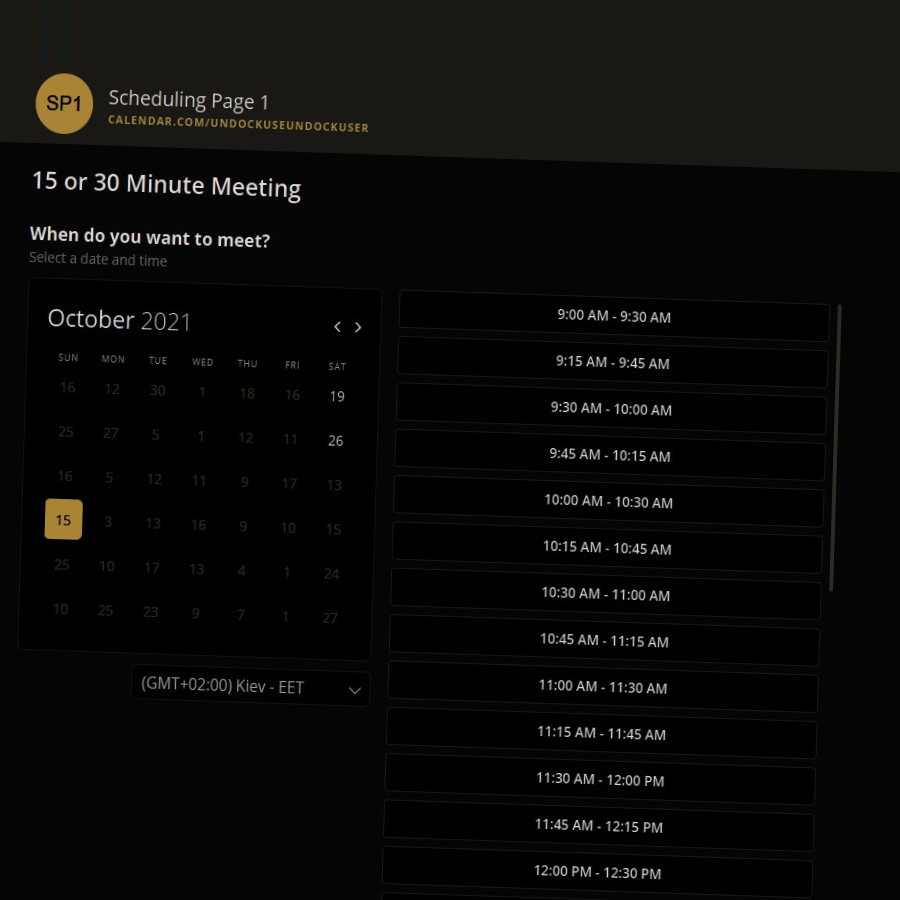 SP1
Scheduling Page 1
CALENDAR.COM/UNDOCKUSEUNDOCKUSER
15 or 30 Minute Meeting
When do you want to meet?
Select a date and time
October 2021
SUN MON TUE WED THU FRI SAT
16 12 30 1 18 16 19
25 27 5 1 12 11 26
16 5 12 11 9 17 13
15 3 13 16 9 10 15
25 10 17 13 4 1 24
10 25 23 9 7 1 27
(GMT+02:00) Kiev - EET
9:00 AM - 9:30 AM
9:15 AM - 9:45 AM
9:30 AM - 10:00 AM
9:45 AM - 10:15 AM
10:00 AM - 10:30 AM
10:15 AM - 10:45 AM
10:30 AM - 11:00 AM
10:45 AM - 11:15 AM
11:00 AM - 11:30 AM
11:15 AM - 11:45 AM
11:30 AM - 12:00 PM
11:45 AM - 12:15 PM
12:00 PM - 12:30 PM